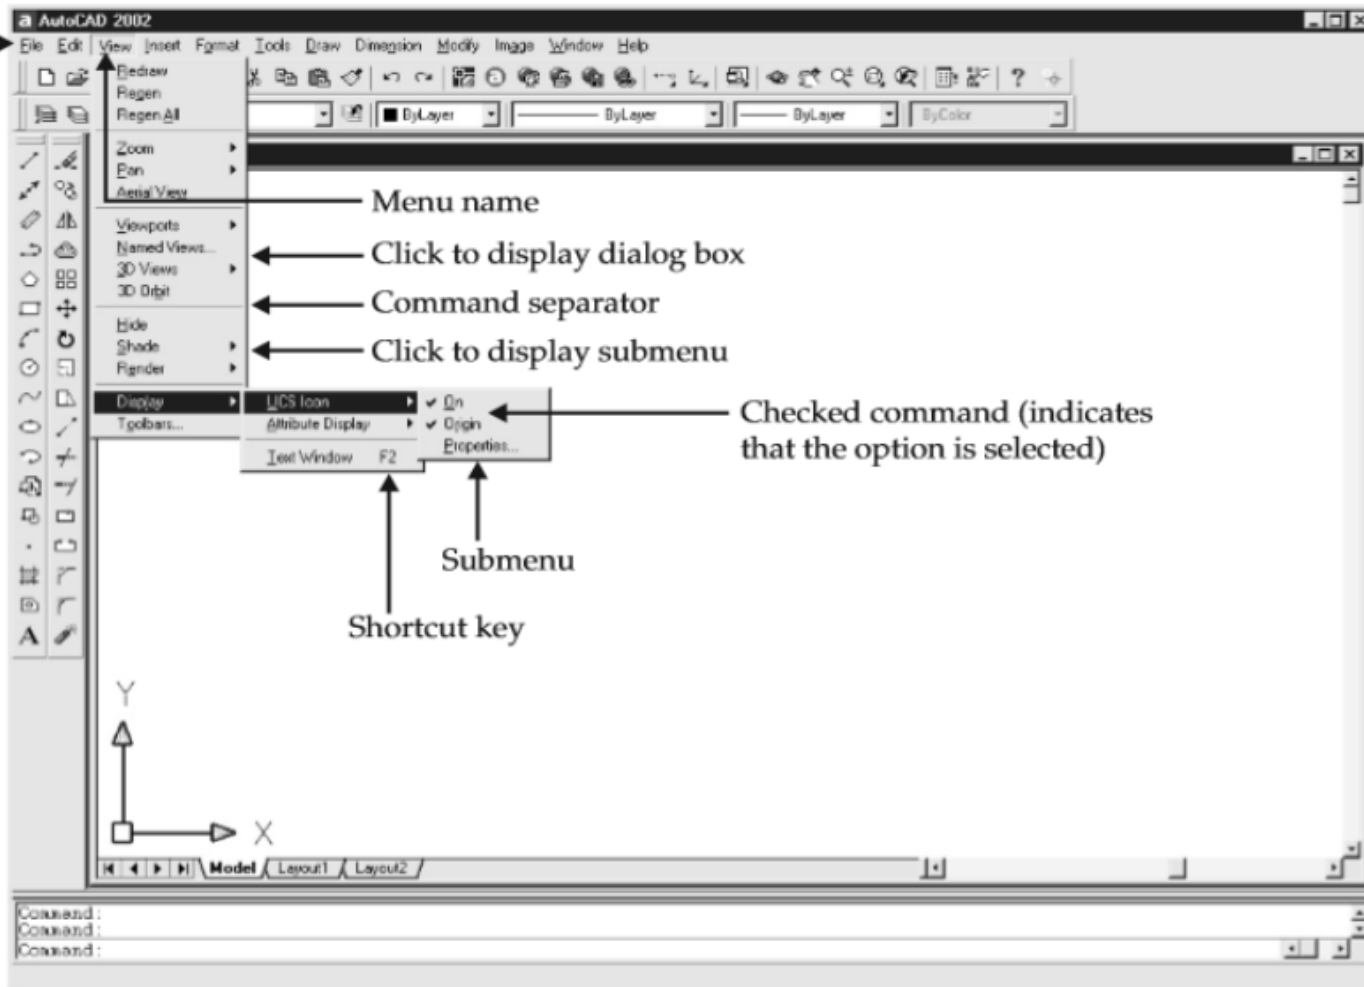 a AutoCAD 2002
File Edit View Insert Format Tools Draw Dimension Modify Image Window Help
Redraw
Regen
Regen All
ByLayer ByLayer ByLayer ByColor
Zoom
Pan
Aerial View
Menu name
Viewports
Named Views...
Click to display dialog box
3D Views
3D Orbit
Command separator
Hide
Shade
Click to display submenu
Render
Display UCS Icon ✓ On
Checked command (indicates
that the option is selected)
Toolbars... Attribute Display ✓ Origin
Properties...
Text Window F2
Submenu
Shortcut key
A
Y
X
Model Layout1 Layout2
Command:
Command:
Command: